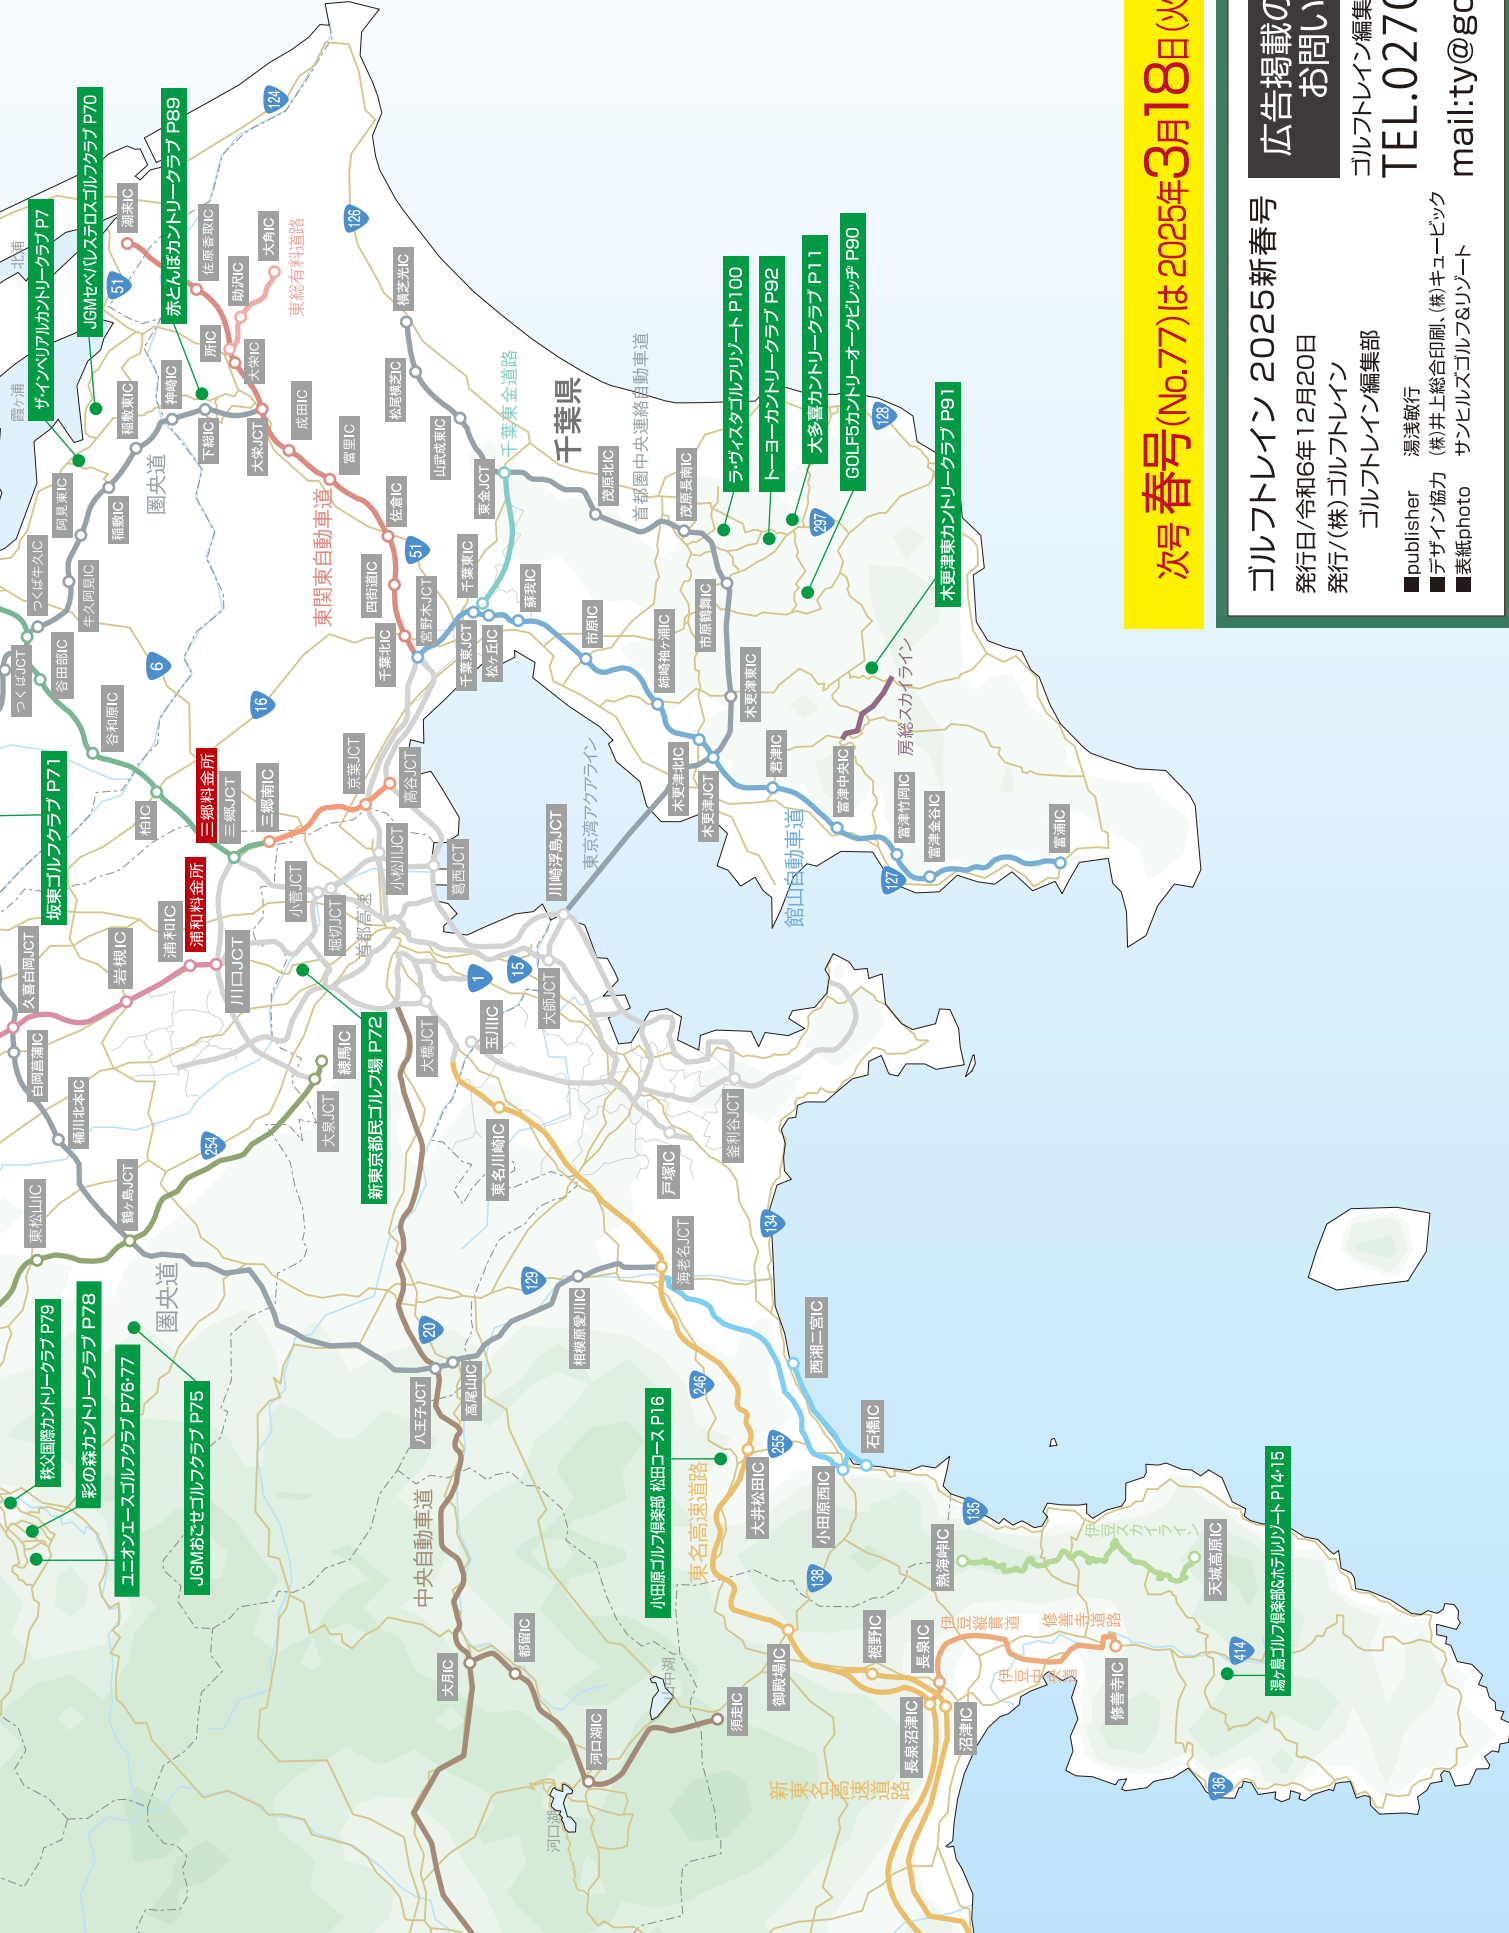 北浦
霞ヶ浦
ザ・インペリアルカントリークラブ P7
JGMセベバレステロスゴルフクラブ P70
赤とんぼカントリークラブ P89
潮来IC
佐原香取IC
助沢IC
大角IC
東総有料道路
所IC
大栄IC
神崎IC
稲敷東IC
下総IC
大栄JCT
成田IC
富里IC
阿見東IC
稲敷IC
圏央道
つくば牛久IC
牛久阿見IC
つくばJCT
谷田部IC
谷和原IC
東関東自動車道
佐倉IC
四街道IC
宮野木JCT
千葉北IC
千葉東IC
千葉東JCT
松ヶ丘IC
蘇我IC
市原IC
姉崎袖ヶ浦IC
横芝光IC
松尾横芝IC
山武成東IC
東金JCT
千葉東金道路
千葉県
首都圏中央連絡自動車道
茂原北IC
茂原長南IC
市原鶴舞IC
木更津東IC
木更津北IC
木更津JCT
君津IC
富津中央IC
富津竹岡IC
富津金谷IC
富浦IC
館山自動車道
房総スカイライン
ラ・ヴィスタゴルフリゾート P100
トーヨーカントリークラブ P92
大多喜カントリークラブ P11
GOLF5カントリーオークビレッヂ P90
木更津東カントリークラブ P91
51
124
126
51
6
16
297
128
127
坂東ゴルフクラブ P71
柏IC
三郷料金所
三郷JCT
三郷南IC
京葉JCT
高谷JCT
小松川JCT
葛西JCT
小菅JCT
堀切JCT
首都高速
浦和IC
浦和料金所
岩槻IC
久喜白岡JCT
川口JCT
白岡菖蒲IC
桶川北本IC
川崎浮島JCT
東京湾アクアライン
大師JCT
玉川IC
大橋JCT
練馬IC
大泉JCT
新東京都民ゴルフ場 P72
1
15
254
東松山IC
鶴ヶ島JCT
圏央道
東名川崎IC
戸塚IC
釜利谷JCT
海老名JCT
134
129
20
相模原愛川IC
高尾山IC
八王子JCT
中央自動車道
秩父国際カントリークラブ P79
彩の森カントリークラブ P78
ユニオンエースゴルフクラブ P76・77
JGMおごせゴルフクラブ P75
西湘二宮IC
石橋IC
小田原西IC
大井松田IC
東名高速道路
小田原ゴルフ倶楽部 松田コース P16
246
255
138
135
414
136
大月IC
都留IC
河口湖IC
河口湖
山中湖
須走IC
御殿場IC
裾野IC
長泉IC
長泉沼津IC
沼津IC
新東名高速道路
伊豆縦貫道
修善寺道路
伊豆中央道
修善寺IC
熱海峠IC
伊豆スカイライン
天城高原IC
湯ヶ島ゴルフ倶楽部&ホテルリゾート P14・15
次号 春号(No.77)は 2025年3月18日(火
ゴルフトレイン 2025新春号
発行日/令和6年12月20日
発行/(株)ゴルフトレイン
ゴルフトレイン編集部
■publisher 湯浅敏行
■デザイン協力 (株)井上総合印刷、(株)キュービック
■表紙photo サンヒルズゴルフ&リゾート
広告掲載の
お問い
ゴルフトレイン編集
TEL.0270
mail:ty@go